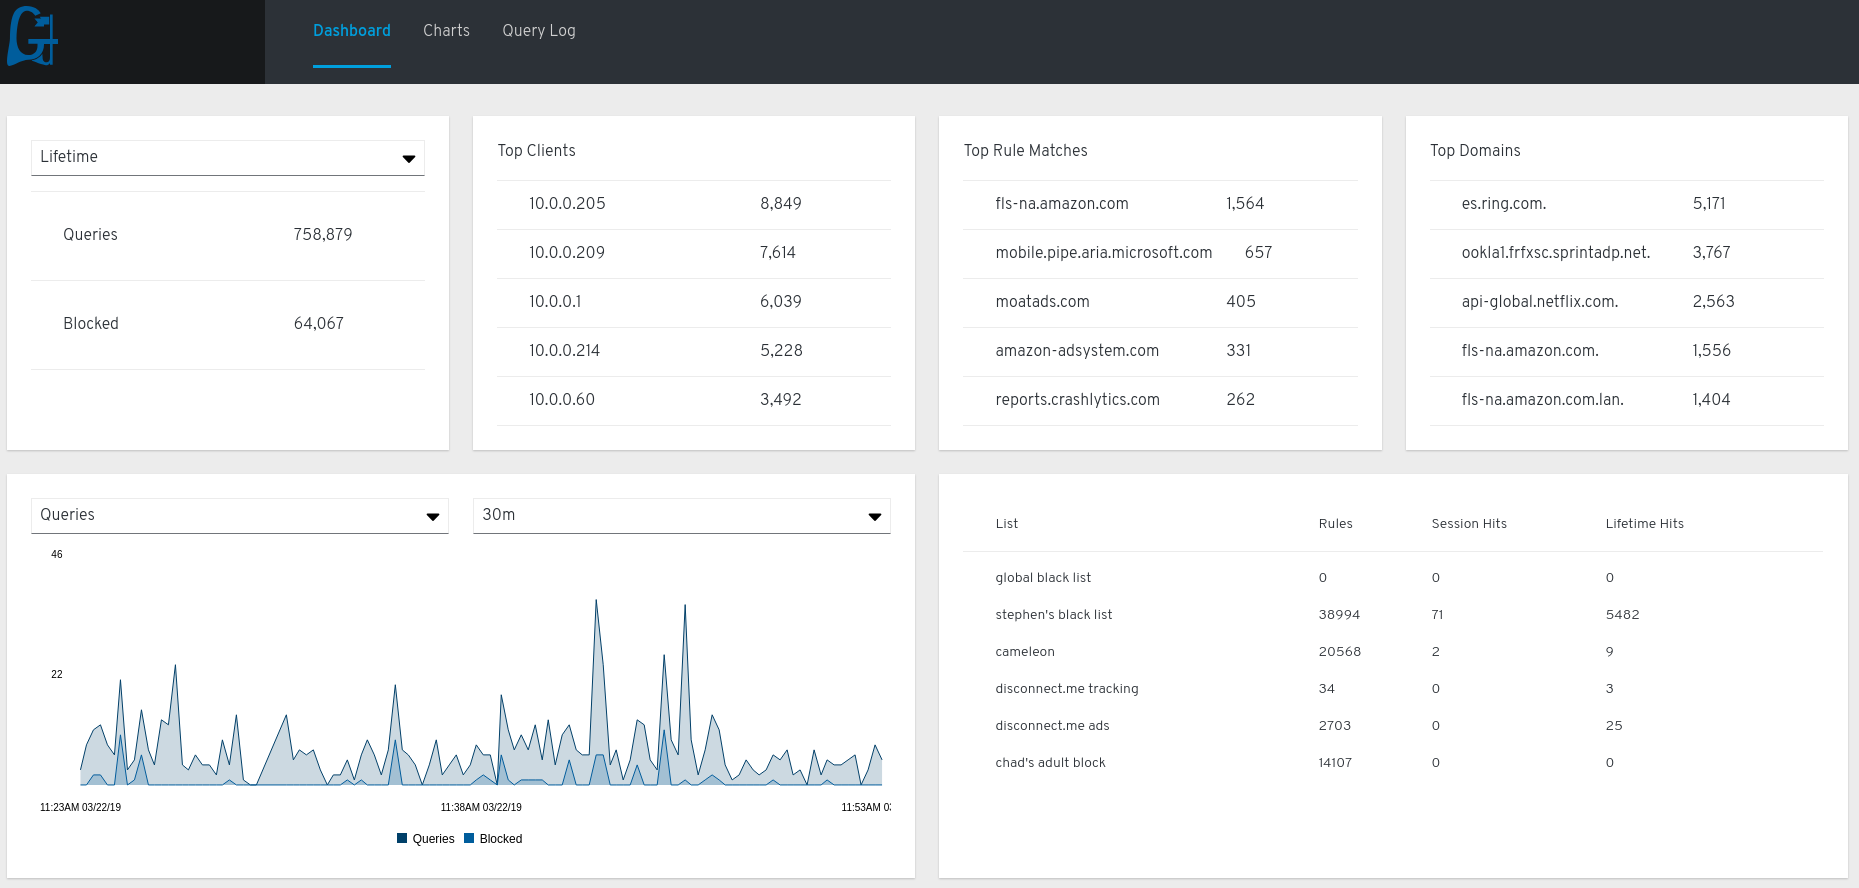 Dashboard Charts Query Log
Lifetime
Queries 758,879
Blocked 64,067
Top Clients
10.0.0.205 8,849
10.0.0.209 7,614
10.0.0.1 6,039
10.0.0.214 5,228
10.0.0.60 3,492
Top Rule Matches
fls-na.amazon.com 1,564
mobile.pipe.aria.microsoft.com 657
moatads.com 405
amazon-adsystem.com 331
reports.crashlytics.com 262
Top Domains
es.ring.com. 5,171
ookla1.frfxsc.sprintadp.net. 3,767
api-global.netflix.com. 2,563
fls-na.amazon.com. 1,556
fls-na.amazon.com.lan. 1,404
Queries 30m
46
22
11:23AM 03/22/19 11:38AM 03/22/19 11:53AM 03
Queries Blocked
List Rules Session Hits Lifetime Hits
global black list 0 0 0
stephen's black list 38994 71 5482
cameleon 20568 2 9
disconnect.me tracking 34 0 3
disconnect.me ads 2703 0 25
chad's adult block 14107 0 0